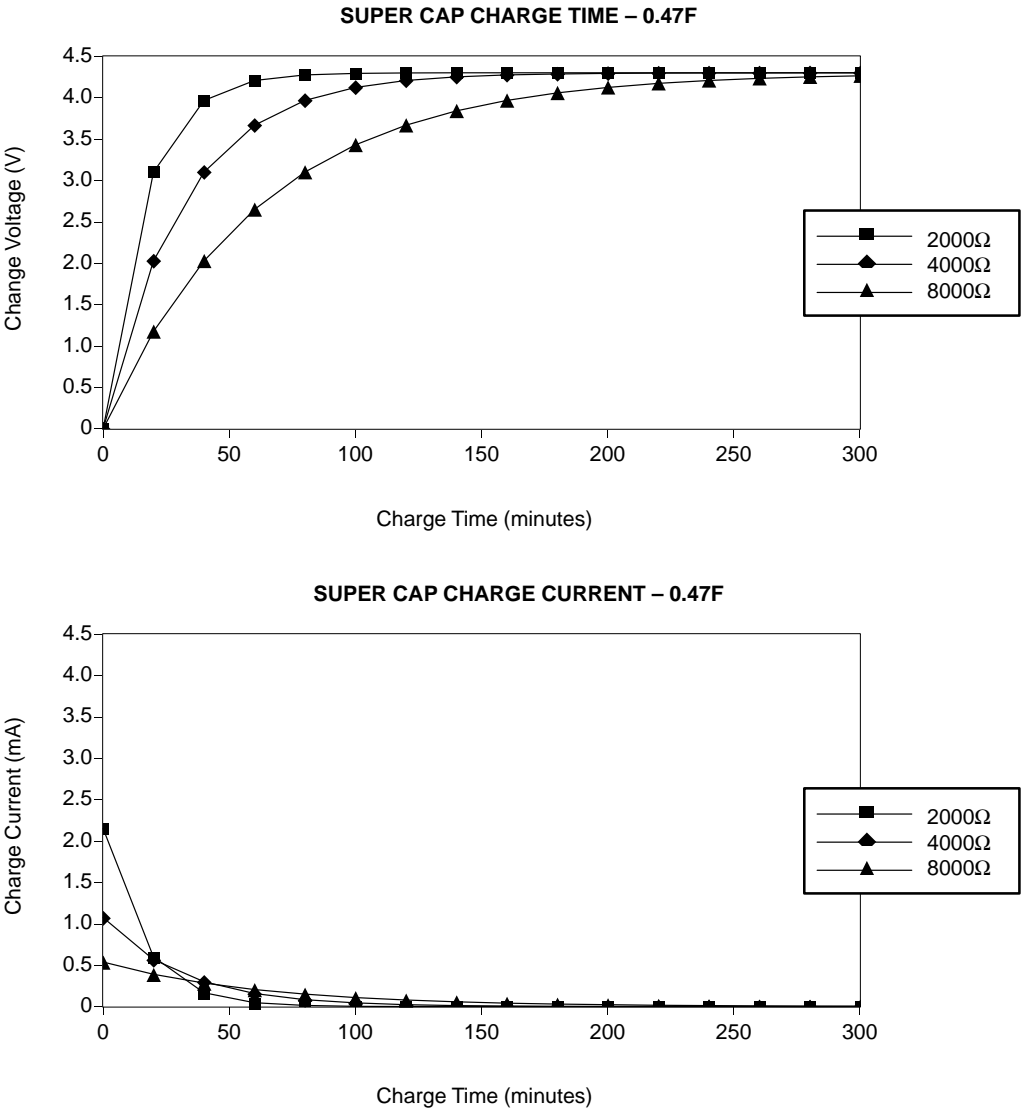 SUPER CAP CHARGE TIME – 0.47F
4.5
4.0
3.5
3.0
2.5
2.0
1.5
1.0
0.5
0
Change Voltage (V)
0 50 100 150 200 250 300
Charge Time (minutes)
2000Ω
4000Ω
8000Ω
SUPER CAP CHARGE CURRENT – 0.47F
4.5
4.0
3.5
3.0
2.5
2.0
1.5
1.0
0.5
0
Charge Current (mA)
0 50 100 150 200 250 300
Charge Time (minutes)
2000Ω
4000Ω
8000Ω